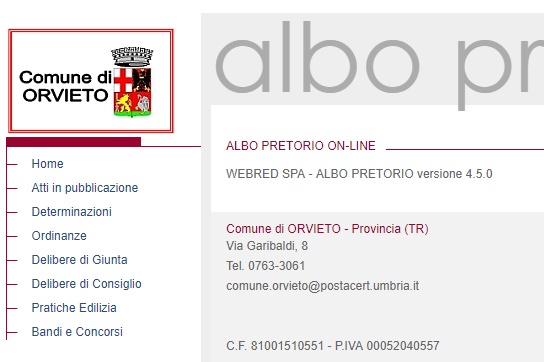 albo pr
Comune di
ORVIETO
ALBO PRETORIO ON-LINE
WEBRED SPA - ALBO PRETORIO versione 4.5.0
Home
Atti in pubblicazione
Determinazioni
Ordinanze
Delibere di Giunta
Delibere di Consiglio
Pratiche Edilizia
Bandi e Concorsi
Comune di ORVIETO - Provincia (TR)
Via Garibaldi, 8
Tel. 0763-3061
comune.orvieto@postacert.umbria.it
C.F. 81001510551 - P.IVA 00052040557